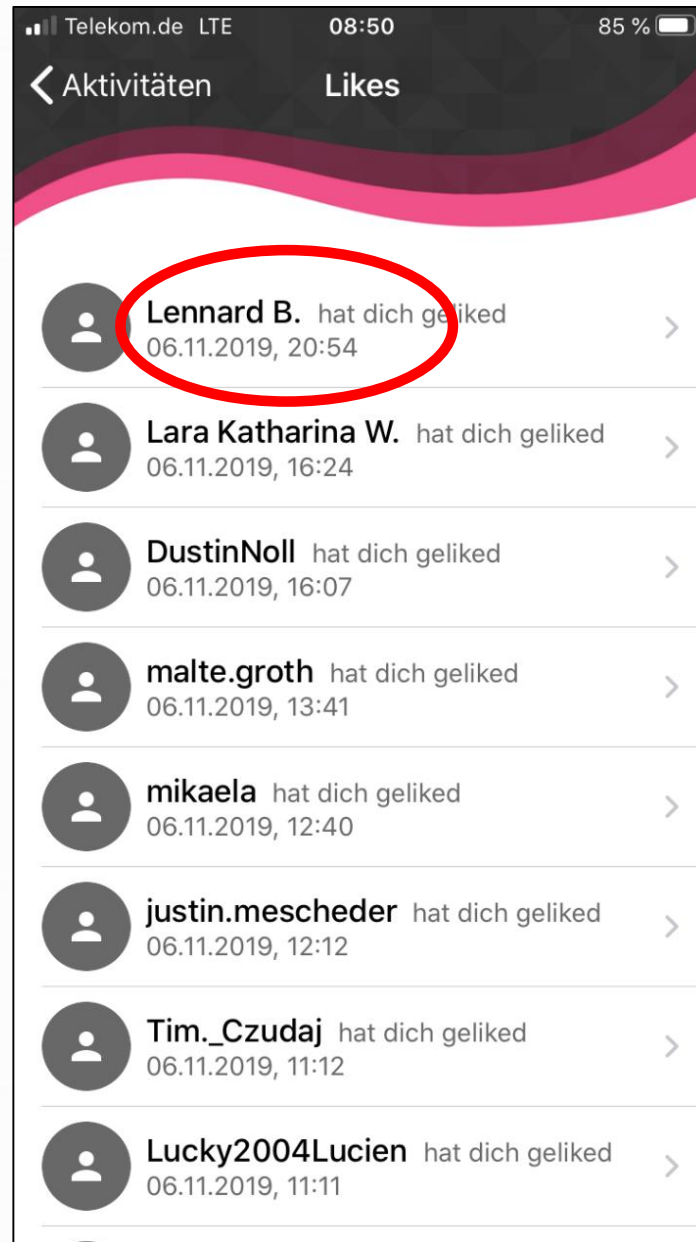 Telekom.de LTE 08:50 85 %
Aktivitäten Likes
Lennard B. hat dich geliked
06.11.2019, 20:54
Lara Katharina W. hat dich geliked
06.11.2019, 16:24
DustinNoll hat dich geliked
06.11.2019, 16:07
malte.groth hat dich geliked
06.11.2019, 13:41
mikaela hat dich geliked
06.11.2019, 12:40
justin.mescheder hat dich geliked
06.11.2019, 12:12
Tim._Czudaj hat dich geliked
06.11.2019, 11:12
Lucky2004Lucien hat dich geliked
06.11.2019, 11:11